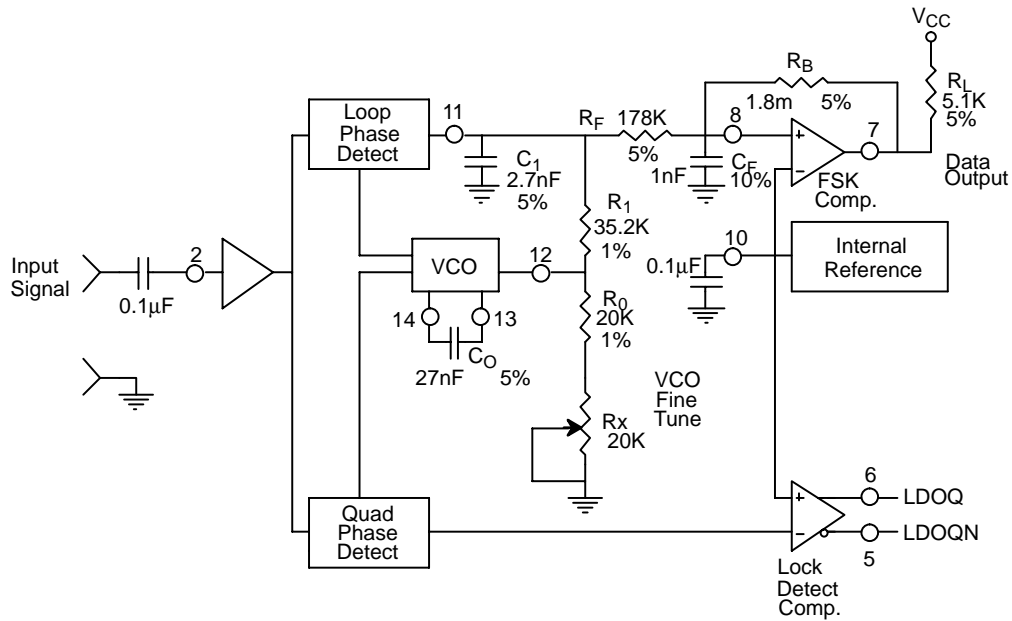 VCC
RB
1.8m 5%
RL
5.1K
5%
Loop
Phase
Detect
11
RF
178K
5%
8
7
Data
Output
C1
2.7nF
5%
1nF
CF
10%
FSK
Comp.
R1
35.2K
1%
Input
Signal
0.1μF
2
VCO
12
14
13
CO
27nF
5%
R0
20K
1%
10
0.1μF
Internal
Reference
VCO
Fine
Tune
Rx
20K
Quad
Phase
Detect
6
LDOQ
LDOQN
5
Lock
Detect
Comp.
+
−
+
−